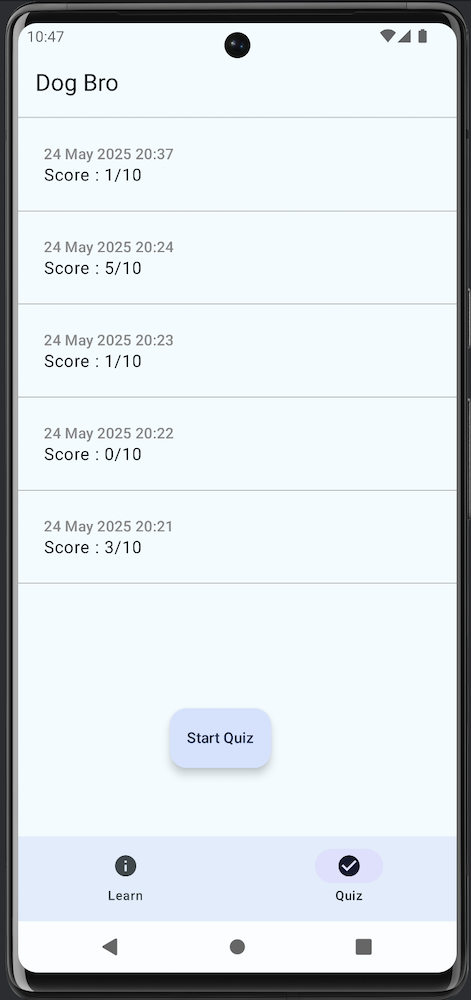 10:47
Dog Bro
24 May 2025 20:37
Score : 1/10
24 May 2025 20:24
Score : 5/10
24 May 2025 20:23
Score : 1/10
24 May 2025 20:22
Score : 0/10
24 May 2025 20:21
Score : 3/10
Start Quiz
Learn
Quiz